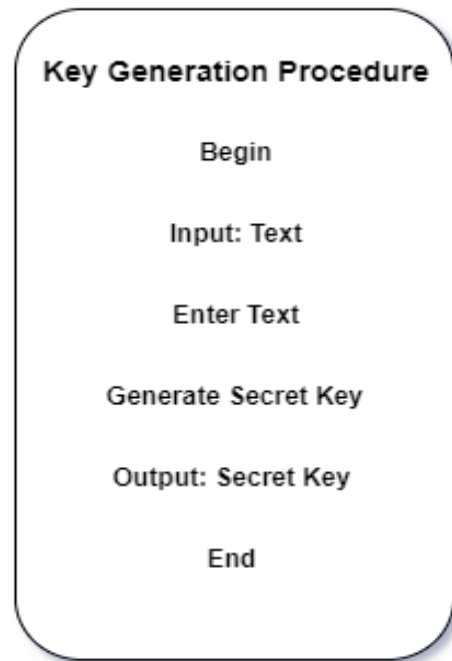 Key Generation Procedure
Begin
Input: Text
Enter Text
Generate Secret Key
Output: Secret Key
End